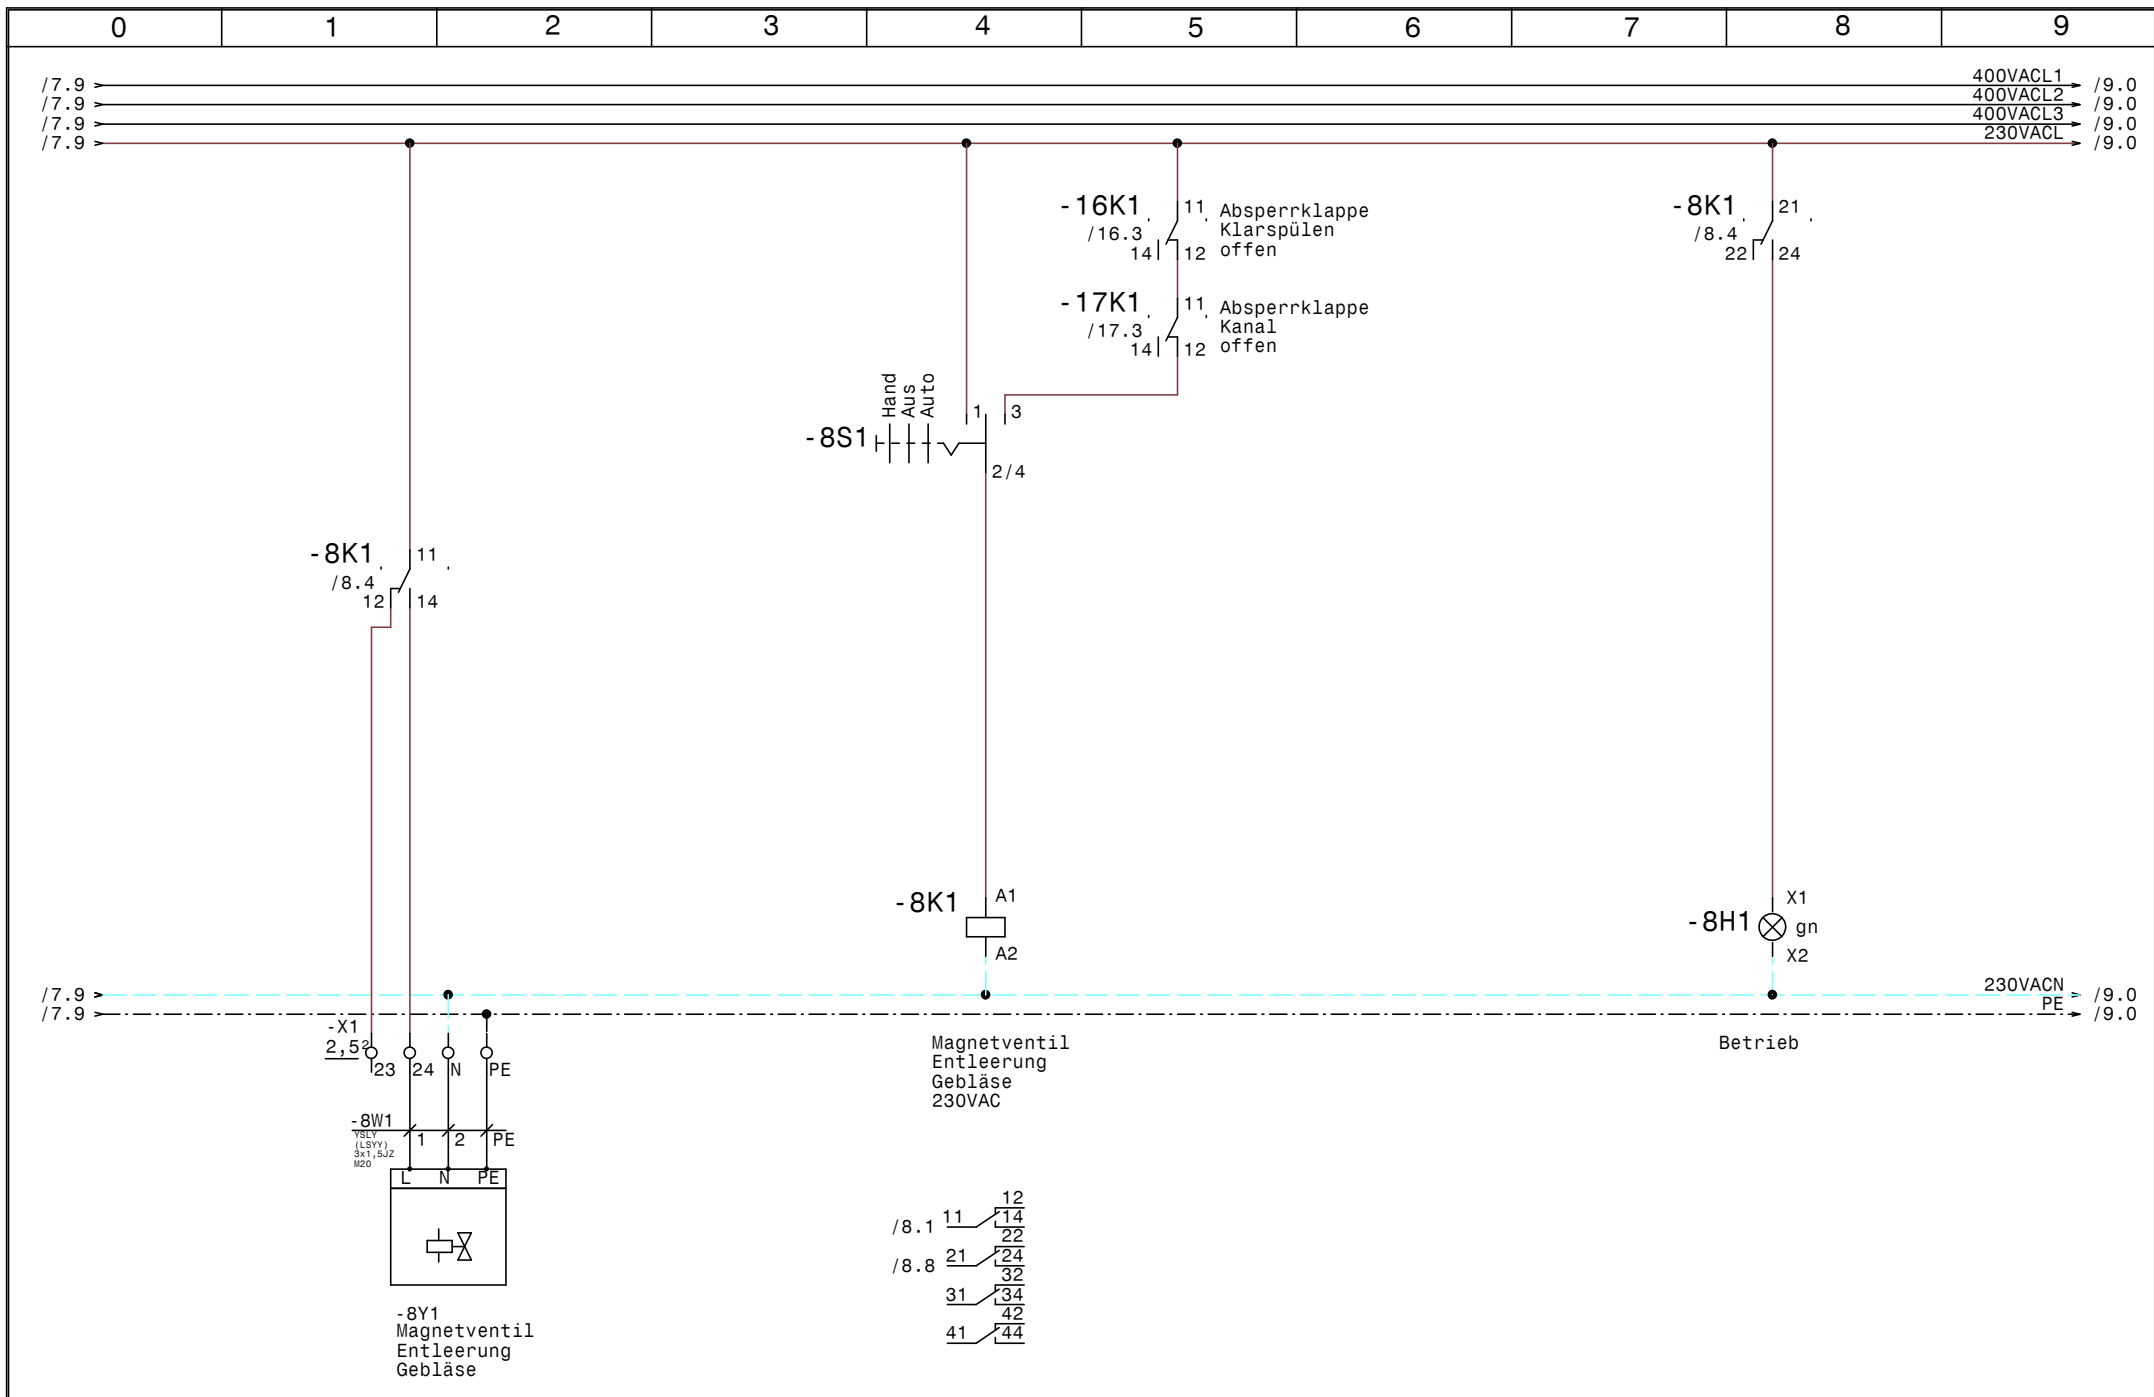 0 1 2 3 4 5 6 7 8 9
/7.9 400VACL1 /9.0
/7.9 400VACL2 /9.0
/7.9 400VACL3 /9.0
/7.9 230VACL /9.0
-16K1 11 Absperrklappe
/16.3 Klarspülen
14 12 offen
-8K1 21
/8.4
22 24
-17K1 11 Absperrklappe
/17.3 Kanal
14 12 offen
Hand
Aus
Auto
1 3
-8S1
2/4
-8K1 11
/8.4
12 14
-8K1 A1
A2
X1
-8H1 gn
X2
/7.9 230VACN /9.0
/7.9 PE /9.0
-X1
2,5²
23 24 N PE
Magnetventil
Entleerung
Gebläse
230VAC
Betrieb
-8W1
YSLY
(LSYY)
3x1,5JZ
M20
1 2 PE
L N PE
12
/8.1 11 14
22
/8.8 21 24
32
31 34
42
41 44
-8Y1
Magnetventil
Entleerung
Gebläse